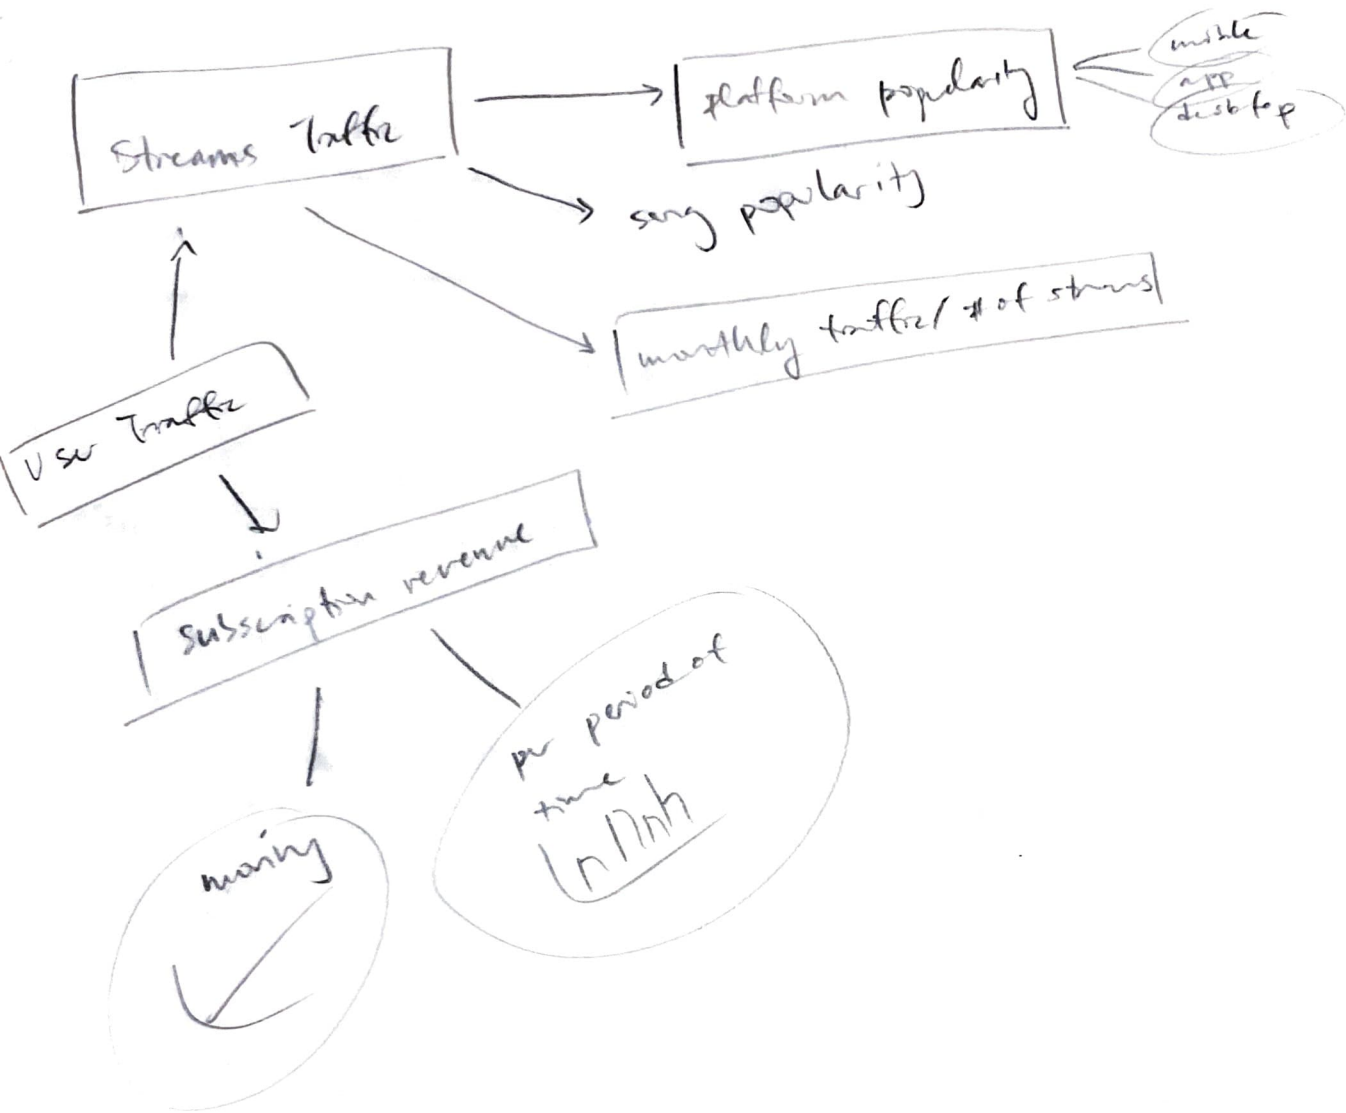 mobile
app
desktop
platform popularity
Streams Traffic
song popularity
monthly traffic / # of streams
User Traffic
subscription revenue
per period of
time
moving